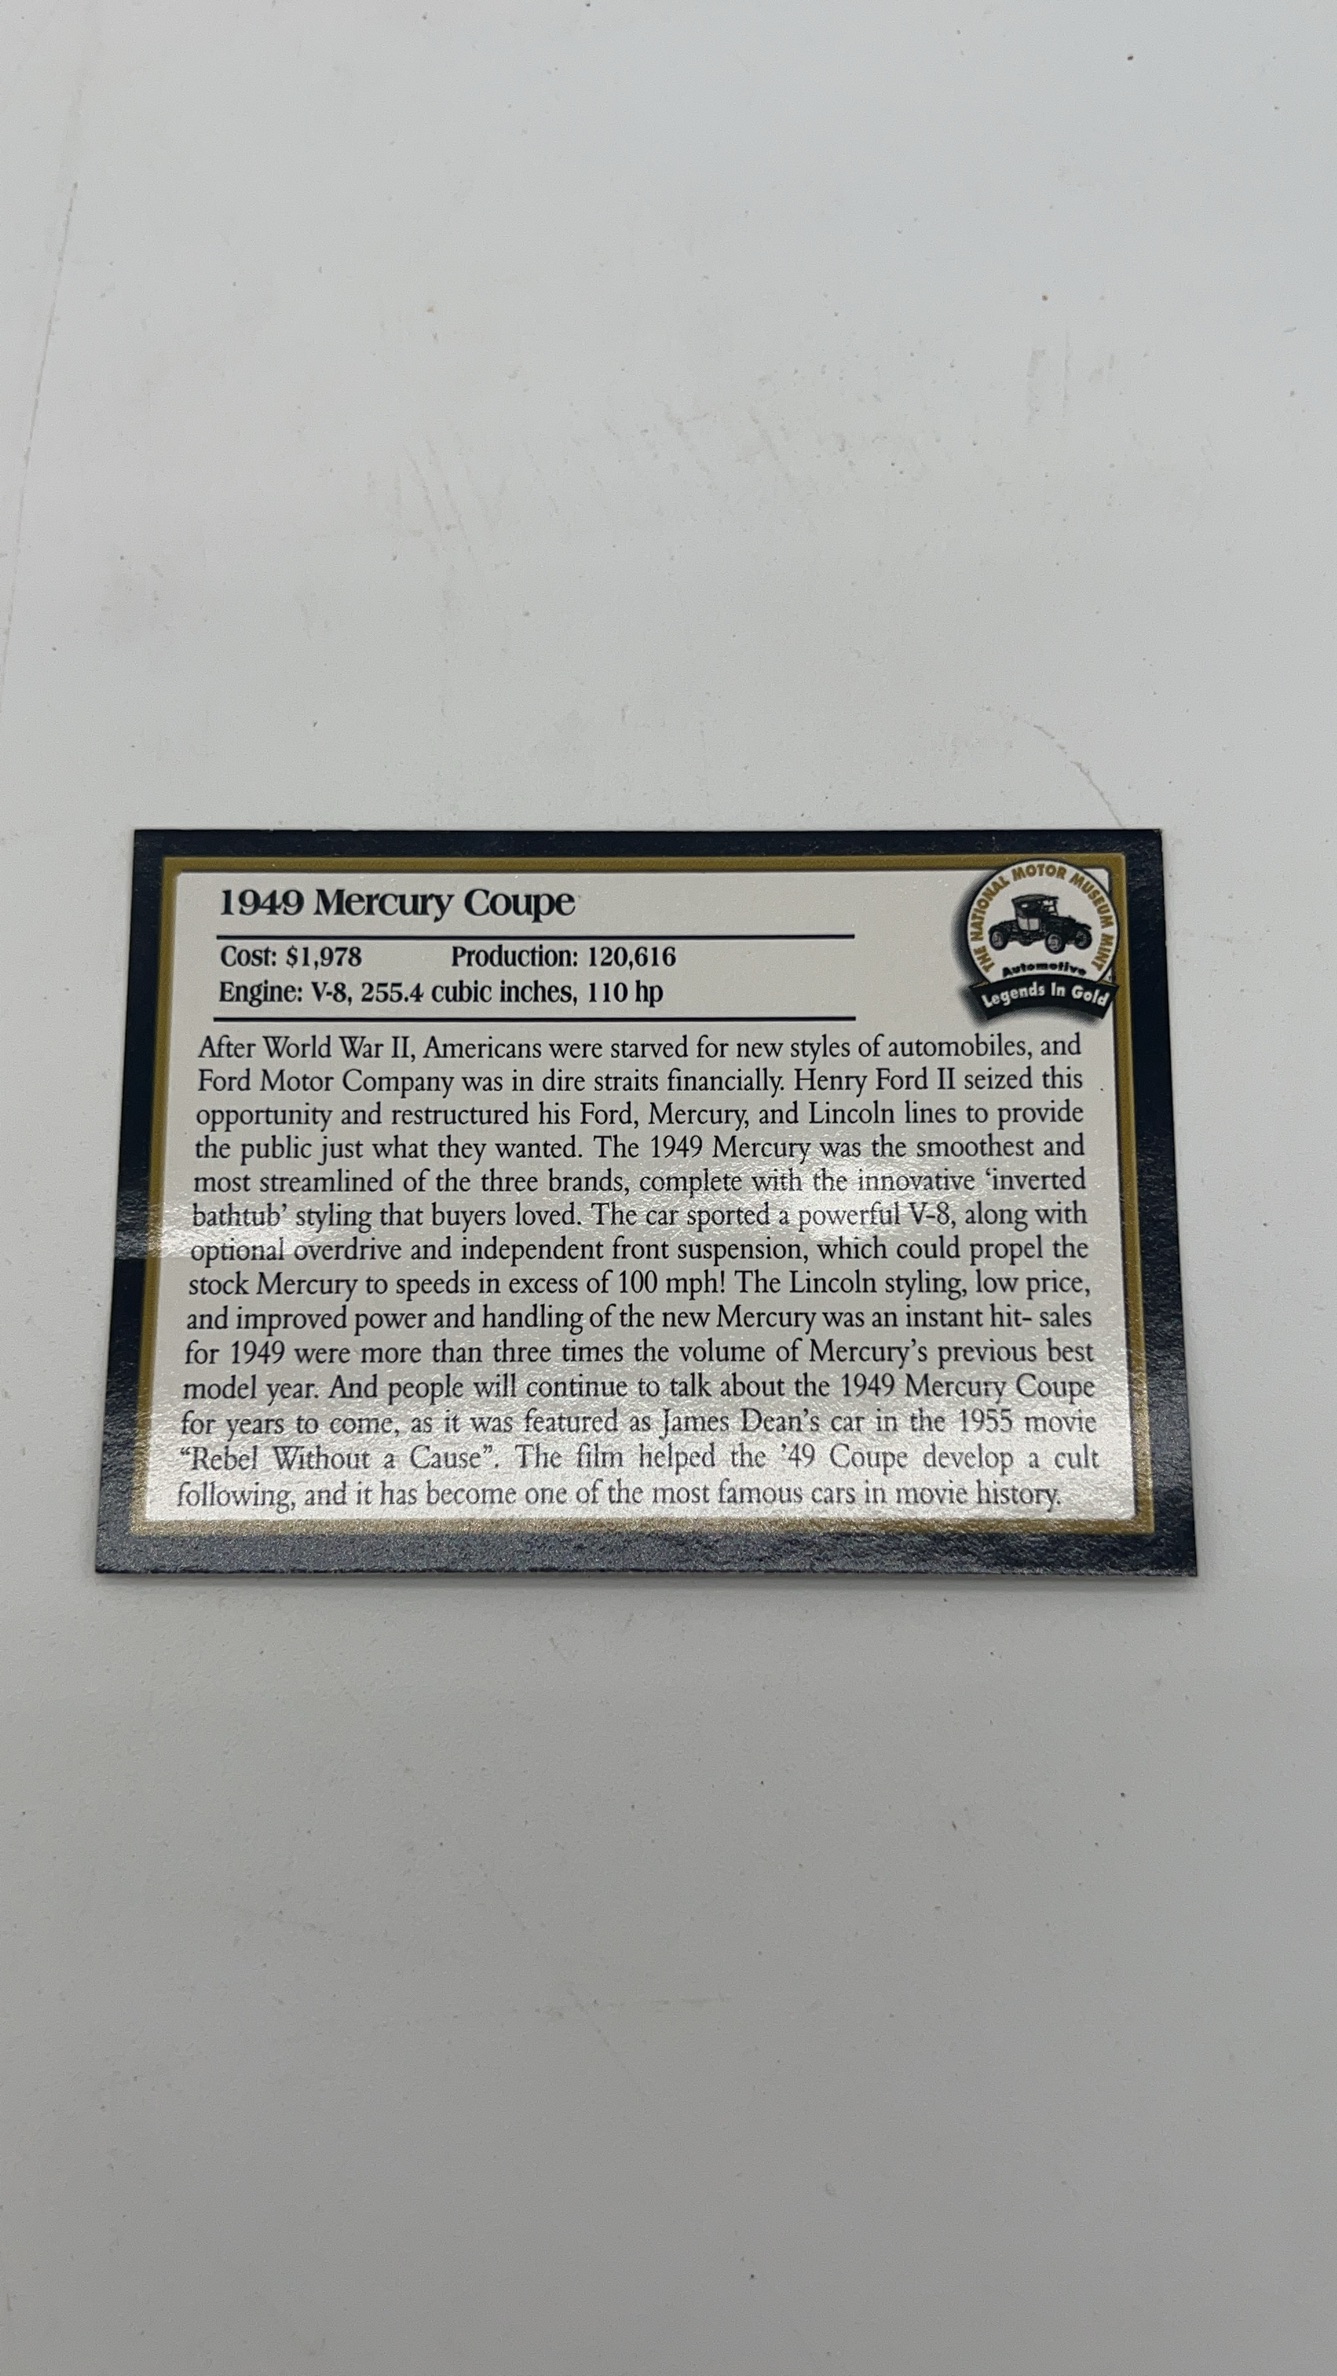 1949 Mercury Coupe
Cost: $1,978 Production: 120,616
Engine: V-8, 255.4 cubic inches, 110 hp
THE NATIONAL MOTOR MUSEUM MINT
Automotive
Legends In Gold
After World War II, Americans were starved for new styles of automobiles, and
Ford Motor Company was in dire straits financially. Henry Ford II seized this
opportunity and restructured his Ford, Mercury, and Lincoln lines to provide
the public just what they wanted. The 1949 Mercury was the smoothest and
most streamlined of the three brands, complete with the innovative ‘inverted
bathtub’ styling that buyers loved. The car sported a powerful V-8, along with
optional overdrive and independent front suspension, which could propel the
stock Mercury to speeds in excess of 100 mph! The Lincoln styling, low price,
and improved power and handling of the new Mercury was an instant hit- sales
for 1949 were more than three times the volume of Mercury’s previous best
model year. And people will continue to talk about the 1949 Mercury Coupe
for years to come, as it was featured as James Dean’s car in the 1955 movie
“Rebel Without a Cause”. The film helped the ’49 Coupe develop a cult
following, and it has become one of the most famous cars in movie history.